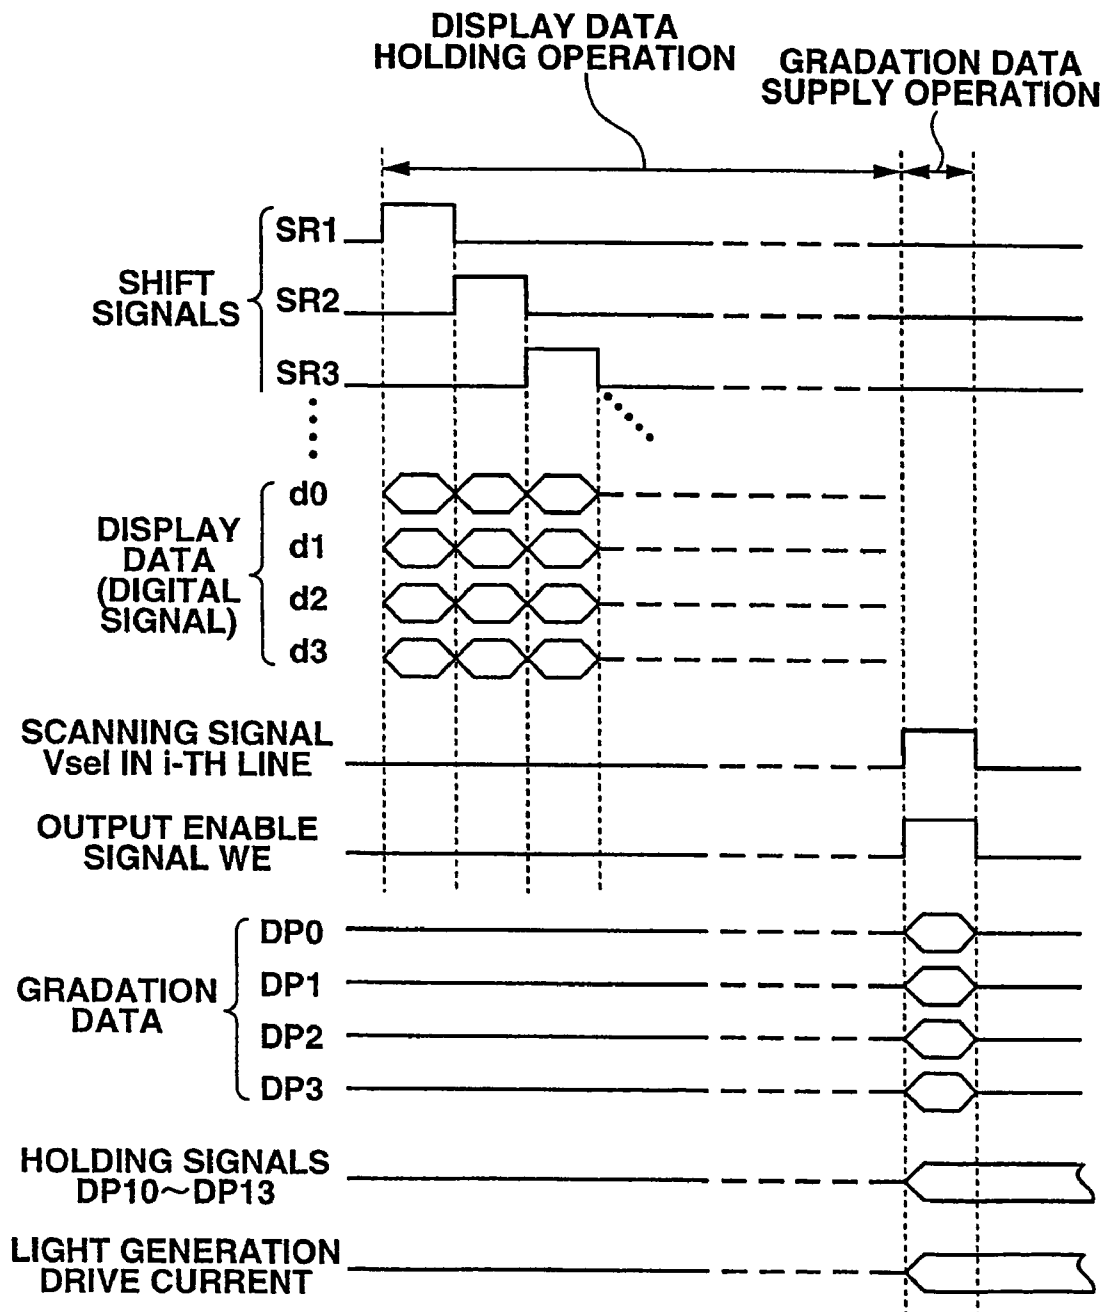 DISPLAY DATA
HOLDING OPERATION
GRADATION DATA
SUPPLY OPERATION
SHIFT
SIGNALS
SR1
SR2
SR3
DISPLAY
DATA
(DIGITAL
SIGNAL)
d0
d1
d2
d3
SCANNING SIGNAL
Vsel IN i-TH LINE
OUTPUT ENABLE
SIGNAL WE
GRADATION
DATA
DP0
DP1
DP2
DP3
HOLDING SIGNALS
DP10~DP13
LIGHT GENERATION
DRIVE CURRENT